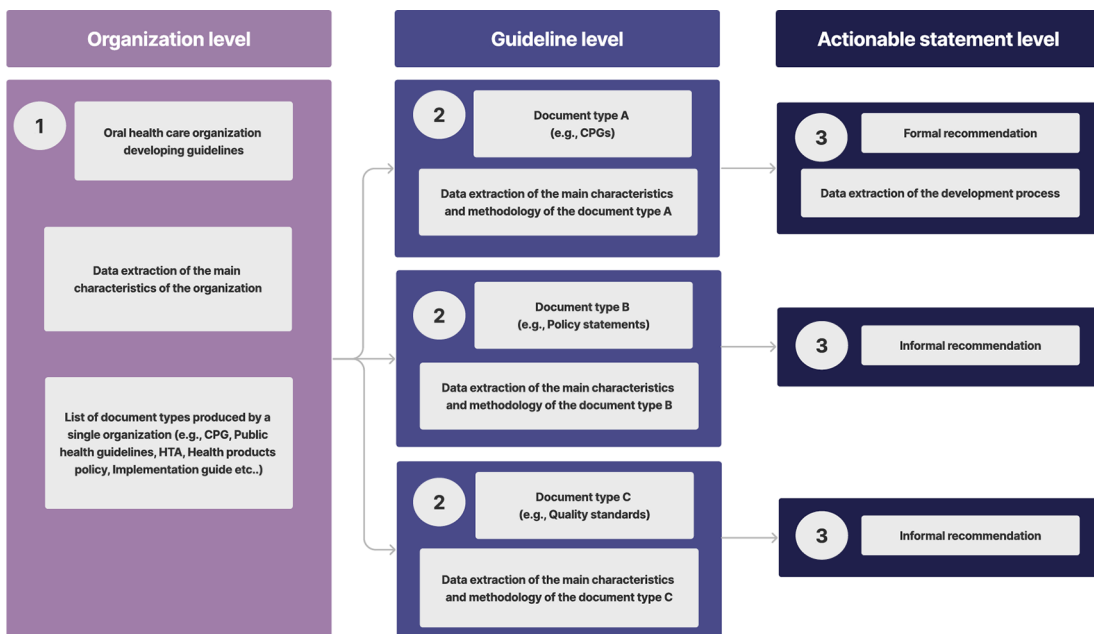 Organization level
1
Oral health care organization
developing guidelines
Data extraction of the main
characteristics of the organization
List of document types produced by a
single organization (e.g., CPG, Public
health guidelines, HTA, Health products
policy, Implementation guide etc..)
Guideline level
2
Document type A
(e.g., CPGs)
Data extraction of the main characteristics
and methodology of the document type A
2
Document type B
(e.g., Policy statements)
Data extraction of the main characteristics
and methodology of the document type B
2
Document type C
(e.g., Quality standards)
Data extraction of the main characteristics
and methodology of the document type C
Actionable statement level
3
Formal recommendation
Data extraction of the development process
3
Informal recommendation
3
Informal recommendation